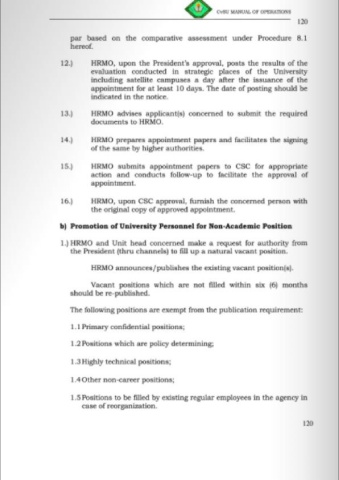 CvSU MANUAL OF OPERATIONS
120
par based on the comparative assessment under Procedure 8.1
hereof.
12.) HRMO, upon the President's approval, posts the results of the
evaluation conducted in strategic places of the University
including satellite campuses a day after the issuance of the
appointment for at least 10 days. The date of posting should be
indicated in the notice.
13.) HRMO advises applicant(s) concerned to submit the required
documents to HRMO.
14.) HRMO prepares appointment papers and facilitates the signing
of the same by higher authorities.
15.) HRMO submits appointment papers to CSC for appropriate
action and conducts follow-up to facilitate the approval of
appointment.
16.) HRMO, upon CSC approval, furnish the concerned person with
the original copy of approved appointment.
b) Promotion of University Personnel for Non-Academic Position
1.) HRMO and Unit head concerned make a request for authority from
the President (thru channels) to fill up a natural vacant position.
HRMO announces/publishes the existing vacant position(s).
Vacant positions which are not filled within six (6) months
should be re-published.
The following positions are exempt from the publication requirement:
1.1 Primary confidential positions;
1.2 Positions which are policy determining;
1.3 Highly technical positions;
1.4 Other non-career positions;
1.5 Positions to be filled by existing regular employees in the agency in
case of reorganization.
120